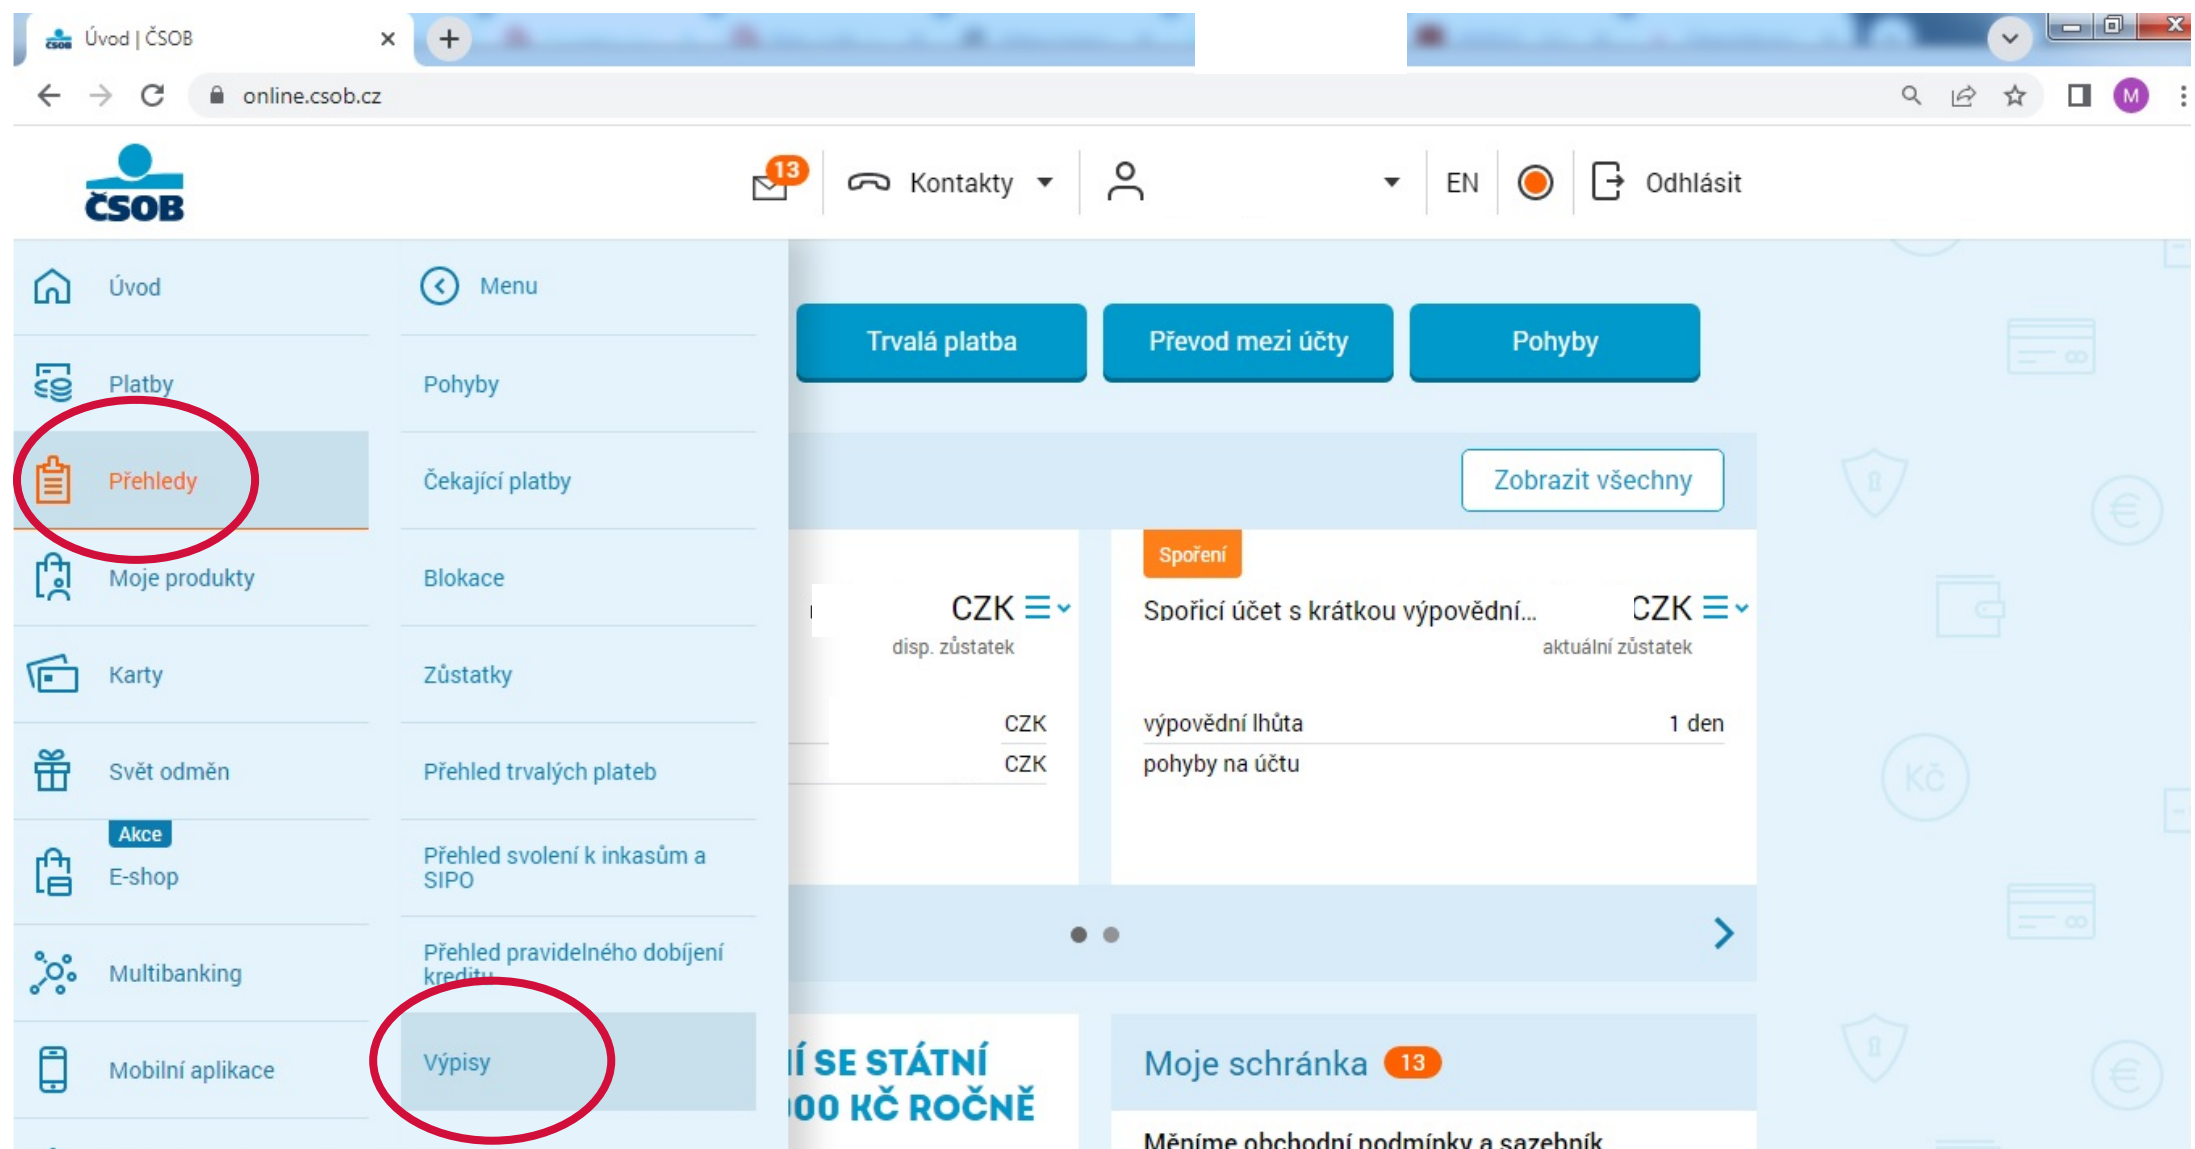 Úvod | ČSOB
online.csob.cz
M
ČSOB
13
Kontakty
EN
Odhlásit
Úvod
Platby
Přehledy
Moje produkty
Karty
Svět odměn
Akce
E-shop
Multibanking
Mobilní aplikace
Menu
Pohyby
Čekající platby
Blokace
Zůstatky
Přehled trvalých plateb
Přehled svolení k inkasům a
SIPO
Přehled pravidelného dobíjení
kreditu
Výpisy
Trvalá platba
Převod mezi účty
Pohyby
Zobrazit všechny
CZK
disp. zůstatek
CZK
CZK
Spoření
Spořicí účet s krátkou výpovědní...
CZK
aktuální zůstatek
výpovědní lhůta
1 den
pohyby na účtu
Í SE STÁTNÍ
000 KČ ROČNĚ
Moje schránka 13
Měníme obchodní podmínky a sazebník
Kč